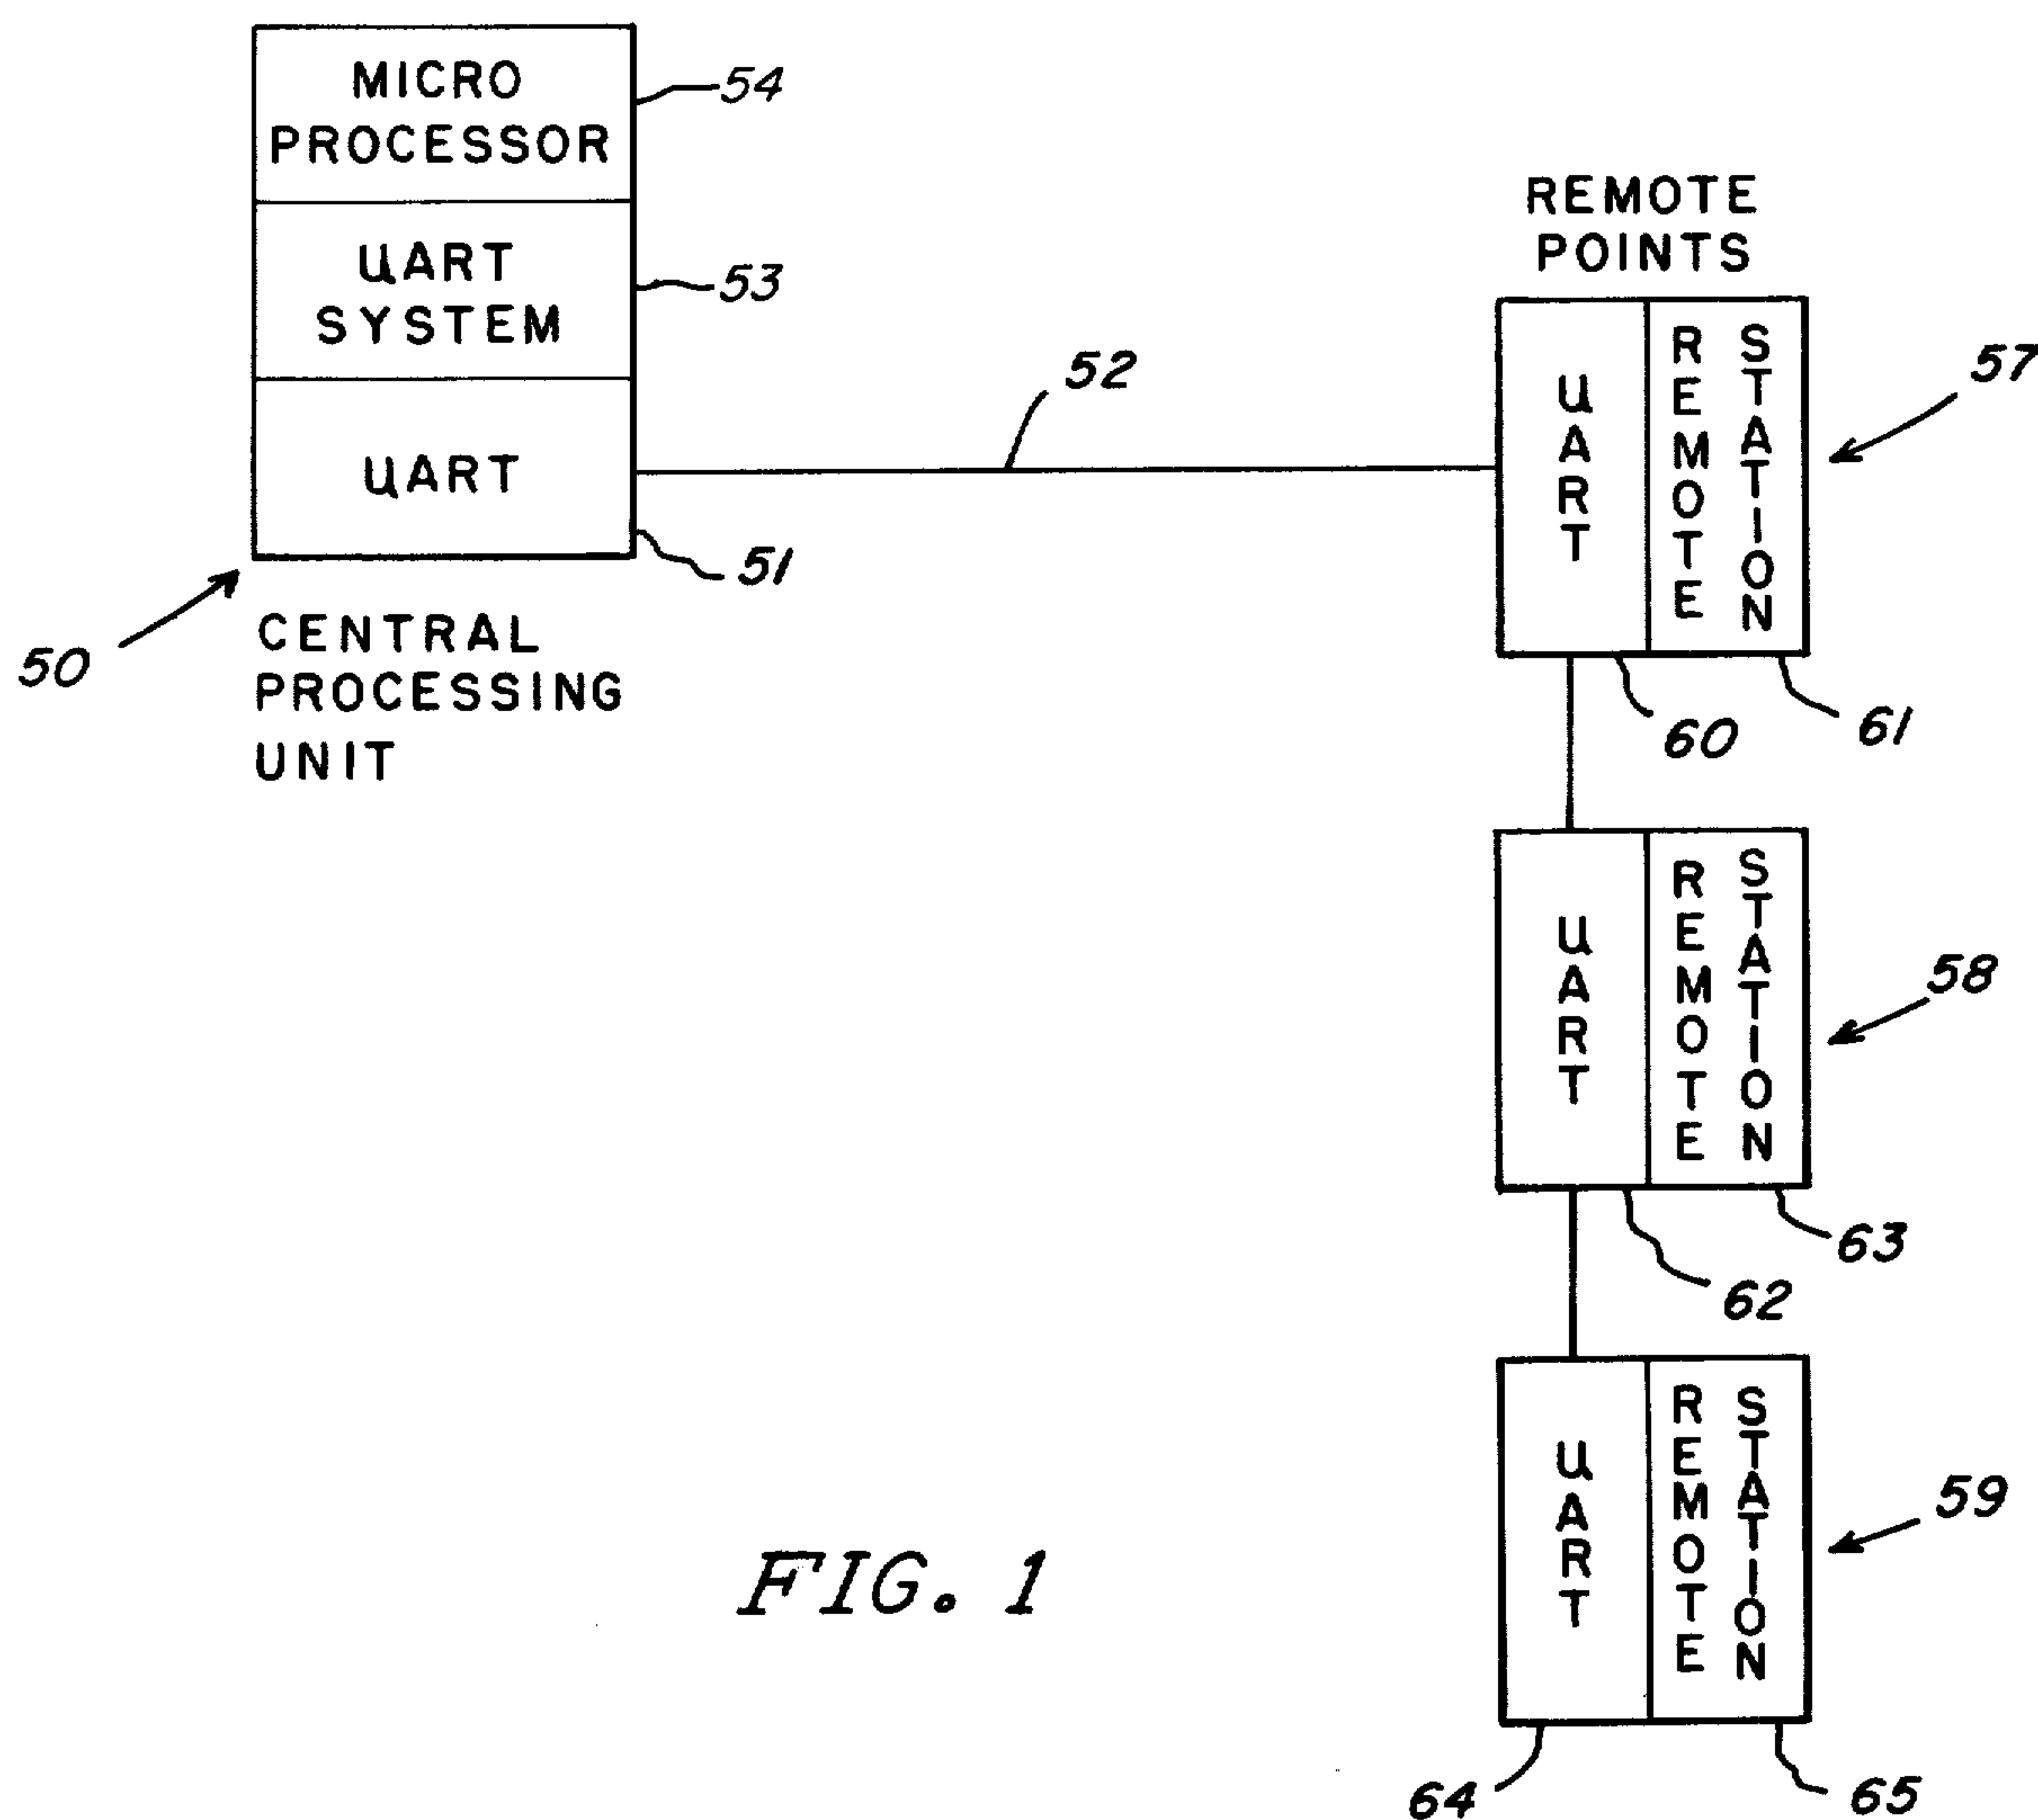 MICRO
PROCESSOR
54
UART
SYSTEM
53
UART
51
50
CENTRAL
PROCESSING
UNIT
52
REMOTE
POINTS
UART
REMOTE
STATION
57
60
61
UART
REMOTE
STATION
58
62
63
UART
REMOTE
STATION
59
64
65
FIG. 1